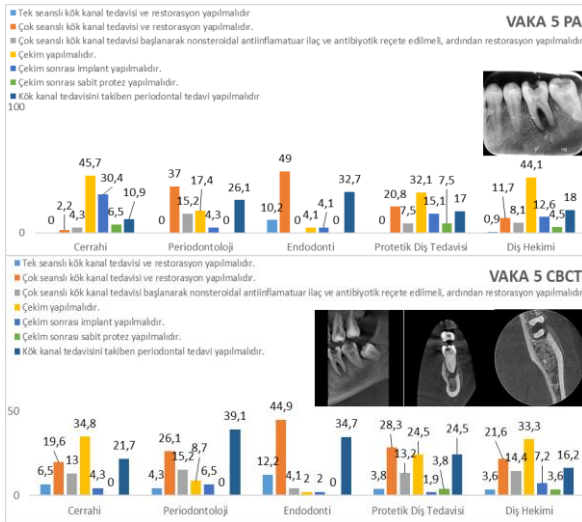 VAKA 5 PA
Tek seanslı kök kanal tedavisi ve restorasyon yapılmalıdır
Çok seanslı kök kanal tedavisi ve restorasyon yapılmalıdır.
Çok seanslı kök kanal tedavisi başlanarak nonsteroidal antiinflamatuar ilaç ve antibiyotik reçete edilmeli, ardından restorasyon yapılmalıdır
Çekim yapılmalıdır.
Çekim sonrası implant yapılmalıdır.
Çekim sonrası sabit protez yapılmalıdır.
Kök kanal tedavisini takiben periodontal tedavi yapılmalıdır
100
0
0 2,2 4,3 45,7 30,4 6,5 10,9
0 37 15,2 17,4 4,3 0 26,1
10,2 49 0 4,1 4,1 0 32,7
0 20,8 7,5 32,1 15,1 7,5 17
0,9 11,7 8,1 44,1 12,6 4,5 18
Cerrahi Periodontoloji Endodonti Protetik Diş Tedavisi Diş Hekimi
VAKA 5 CBCT
Tek seanslı kök kanal tedavisi ve restorasyon yapılmalıdır.
Çok seanslı kök kanal tedavisi ve restorasyon yapılmalıdır.
Çok seanslı kök kanal tedavisi başlanarak nonsteroidal antiinflamatuar ilaç ve antibiyotik reçete edilmeli, ardından restorasyon yapılmalıdır
Çekim yapılmalıdır.
Çekim sonrası implant yapılmalıdır.
Çekim sonrası sabit protez yapılmalıdır.
Kök kanal tedavisini takiben periodontal tedavi yapılmalıdır.
50
0
6,5 19,6 13 34,8 4,3 0 21,7
4,3 26,1 15,2 8,7 6,5 0 39,1
12,2 44,9 4,1 2 2 0 34,7
3,8 28,3 13,2 24,5 1,9 3,8 24,5
3,6 21,6 14,4 33,3 7,2 3,6 16,2
Cerrahi Periodontoloji Endodonti Protetik Diş Tedavisi Diş Hekimi